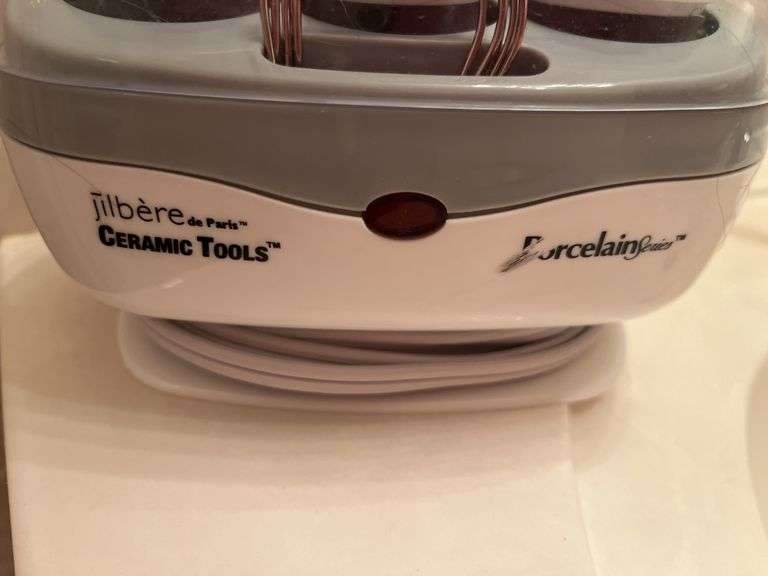 jilbère de Paris™
CERAMIC TOOLS™
Porcelain Series™